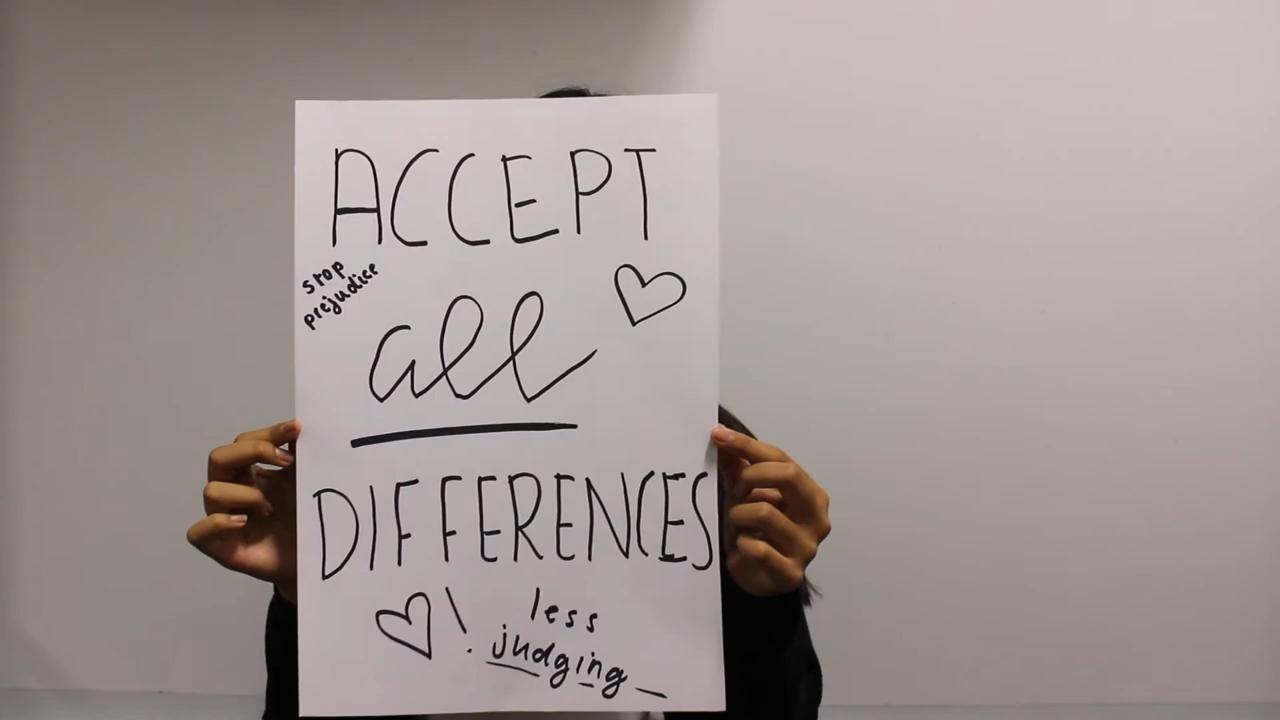 ACCEPT
stop
prejudice
all
DIFFERENCES
! less
judging